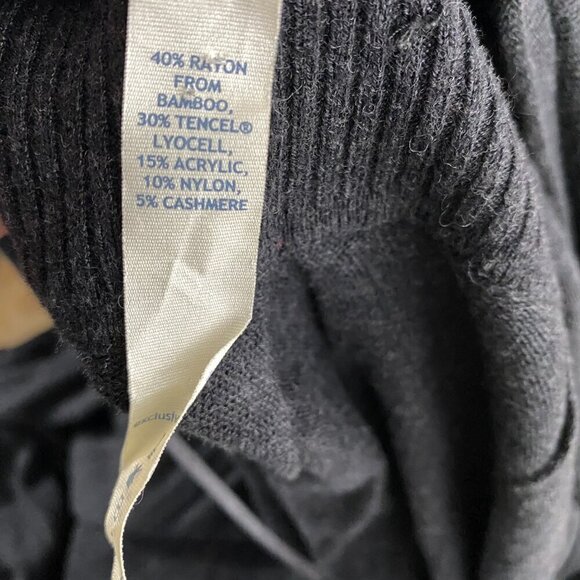 40% RAYON
FROM
BAMBOO,
30% TENCEL®
LYOCELL,
15% ACRYLIC,
10% NYLON,
5% CASHMERE